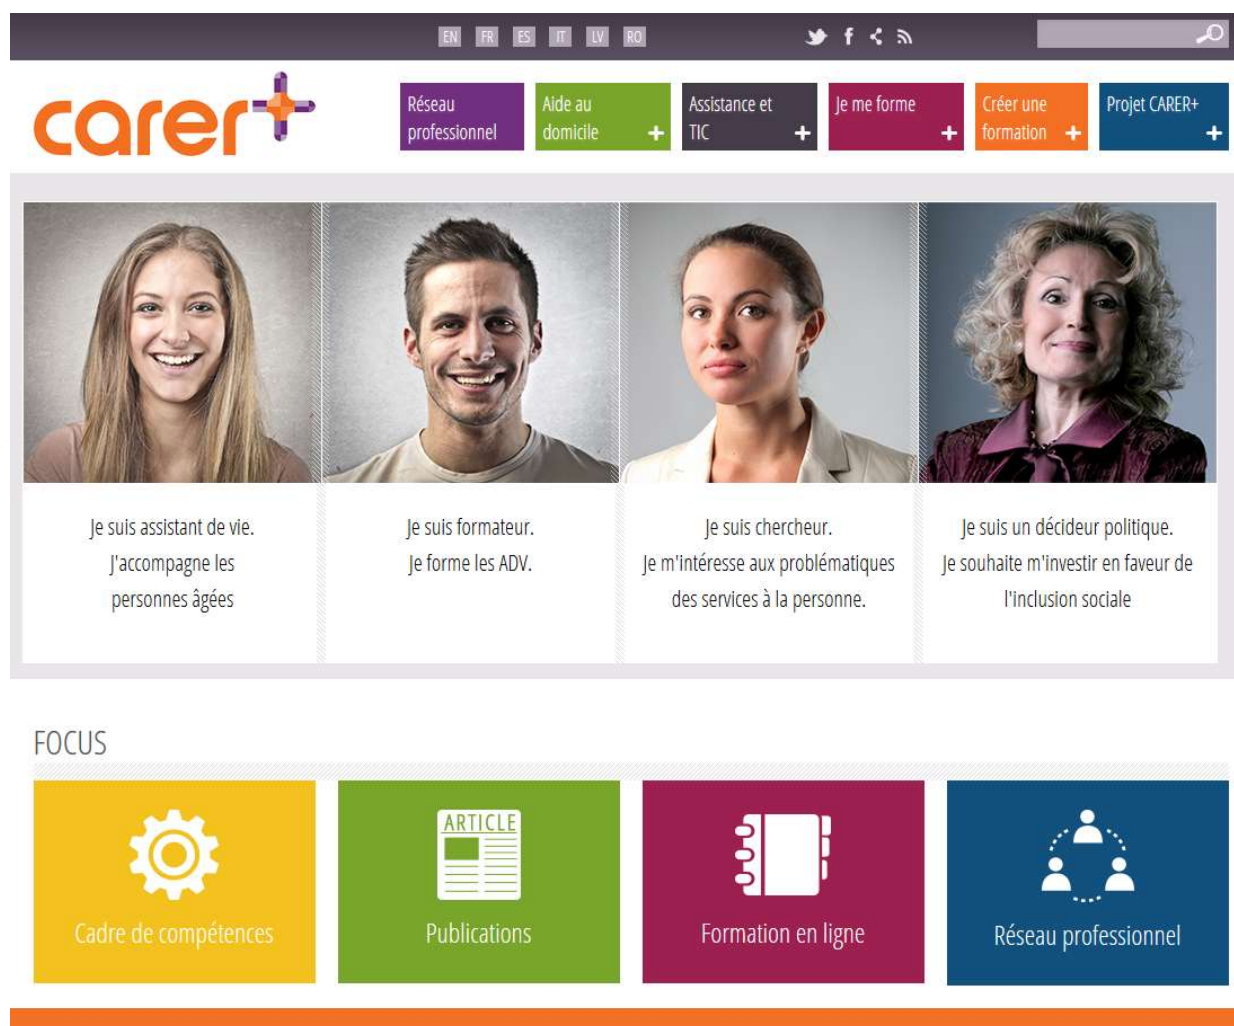 EN FR ES IT LV RO
carer+
Réseau
professionnel
Aide au
domicile +
Assistance et
TIC +
Je me forme
+
Créer une
formation +
Projet CARER+
+
Je suis assistant de vie.
J'accompagne les
personnes âgées
Je suis formateur.
Je forme les ADV.
Je suis chercheur.
Je m'intéresse aux problématiques
des services à la personne.
Je suis un décideur politique.
Je souhaite m'investir en faveur de
l'inclusion sociale
FOCUS
Cadre de compétences
ARTICLE
Publications
Formation en ligne
Réseau professionnel